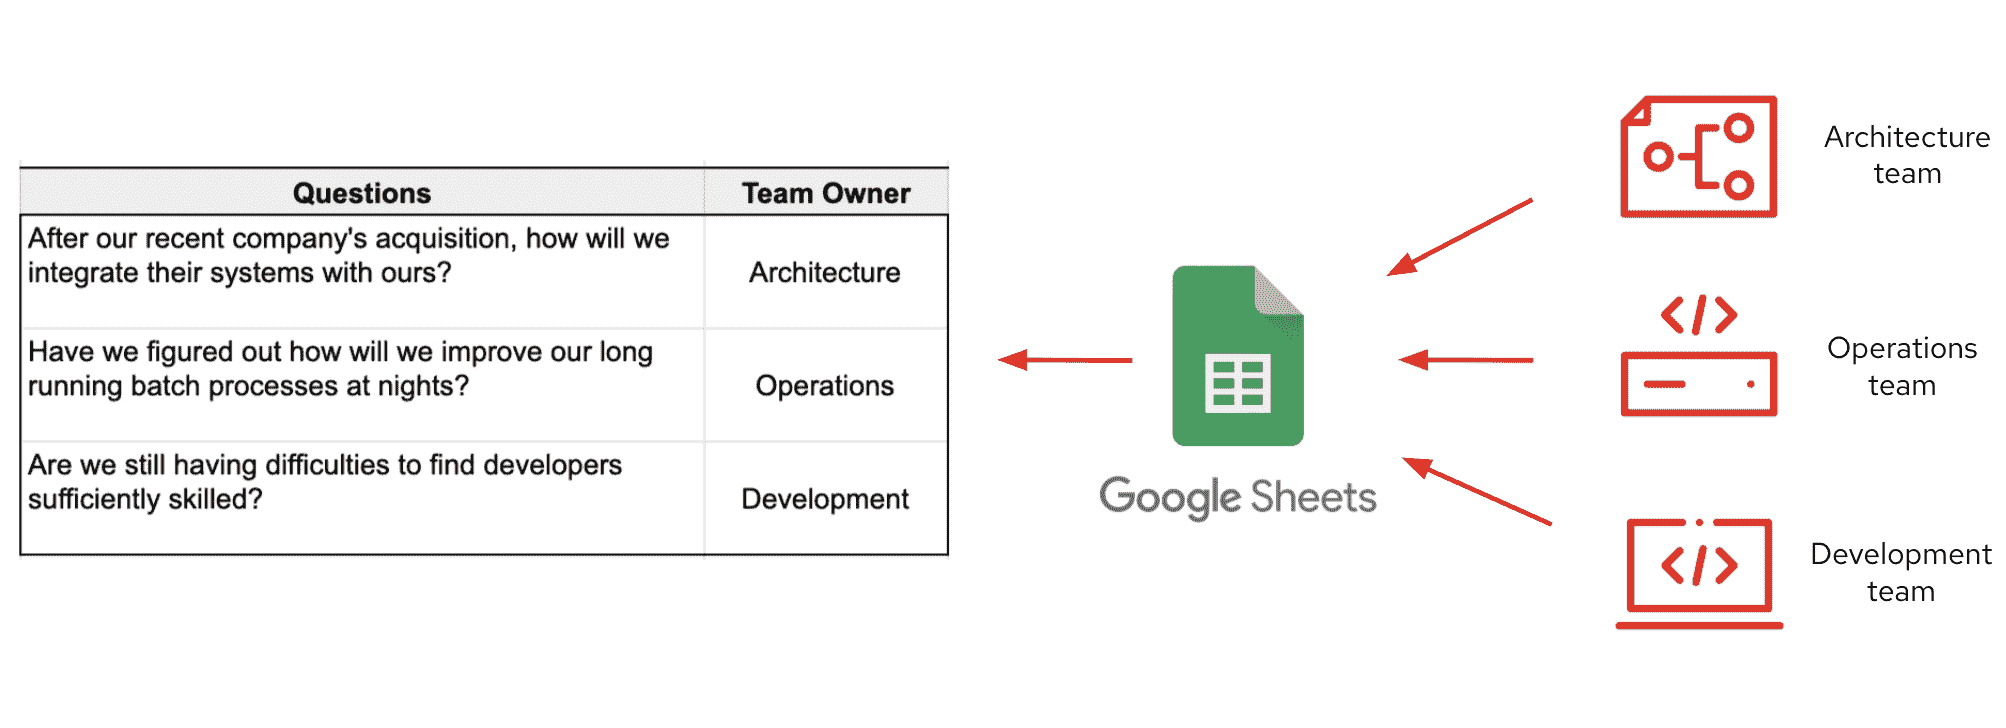 Questions
Team Owner
After our recent company's acquisition, how will we
integrate their systems with ours?
Architecture
Have we figured out how will we improve our long
running batch processes at nights?
Operations
Are we still having difficulties to find developers
sufficiently skilled?
Development
Google Sheets
Architecture
team
</>
Operations
team
</>
Development
team